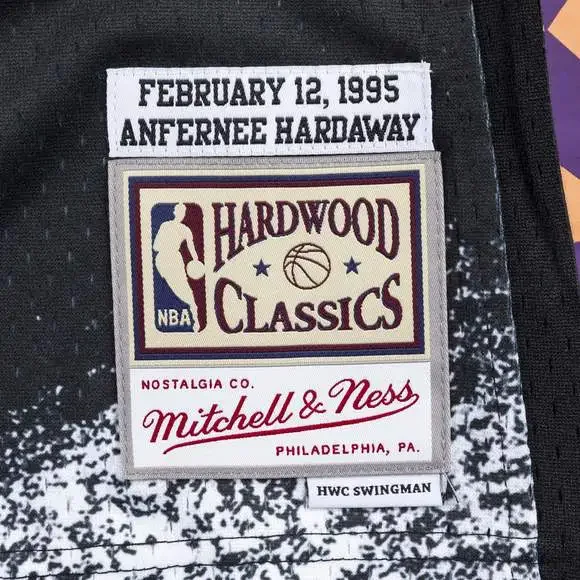 FEBRUARY 12, 1995
ANFERNEE HARDAWAY
HARDWOOD
CLASSICS
NBA
NOSTALGIA CO.
Mitchell & Ness
PHILADELPHIA, PA.
HWC SWINGMAN